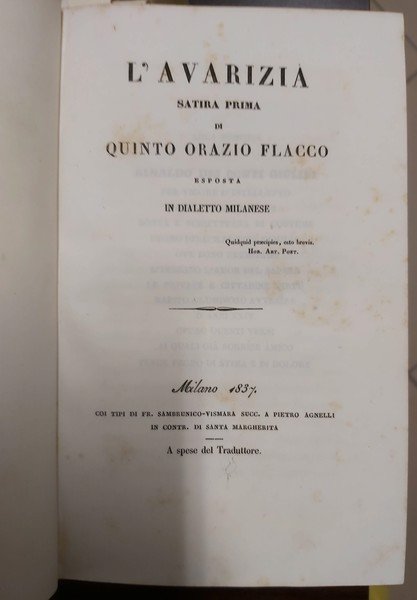 L' AVARIZIA
SATIRA PRIMA
DI
QUINTO ORAZIO FLACCO
ESPOSTA
IN DIALETTO MILANESE
Quidquid præcipies, esto brevis.
HOR. ART. POET.
Milano 1837.
COI TIPI DI FR. SAMBRUNICO-VISMARA SUCC. A PIETRO AGNELLI
IN CONTR. DI SANTA MARGHERITA
A spese del Traduttore.